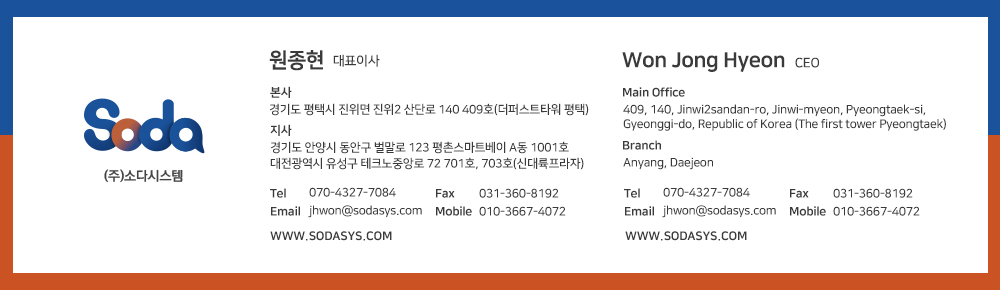 Soda
(주)소다시스템
원종현 대표이사
본사
경기도 평택시 진위면 진위2 산단로 140 409호(더퍼스트타워 평택)
지사
경기도 안양시 동안구 벌말로 123 평촌스마트베이 A동 1001호
대전광역시 유성구 테크노중앙로 72 701호, 703호(신대륙프라자)
Tel 070-4327-7084 Fax 031-360-8192
Email jhwon@sodasys.com Mobile 010-3667-4072
WWW.SODASYS.COM
Won Jong Hyeon CEO
Main Office
409, 140, Jinwi2sandan-ro, Jinwi-myeon, Pyeongtaek-si,
Gyeonggi-do, Republic of Korea (The first tower Pyeongtaek)
Branch
Anyang, Daejeon
Tel 070-4327-7084 Fax 031-360-8192
Email jhwon@sodasys.com Mobile 010-3667-4072
WWW.SODASYS.COM